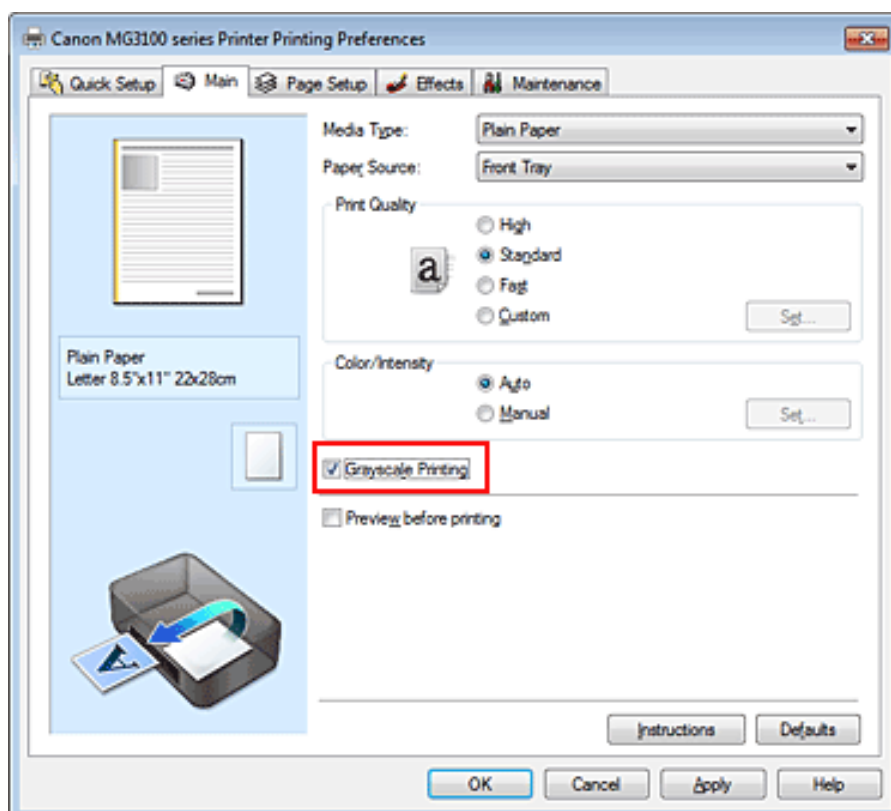 Canon MG3100 series Printer Printing Preferences
Quick Setup Main Page Setup Effects Maintenance
Media Type: Plain Paper
Paper Source: Front Tray
Print Quality
High
a Standard
Fast
Custom Set...
Plain Paper
Letter 8.5"x11" 22x28cm
Color/Intensity
Auto
Manual Set...
Grayscale Printing
Preview before printing
A
Instructions Defaults
OK Cancel Apply Help